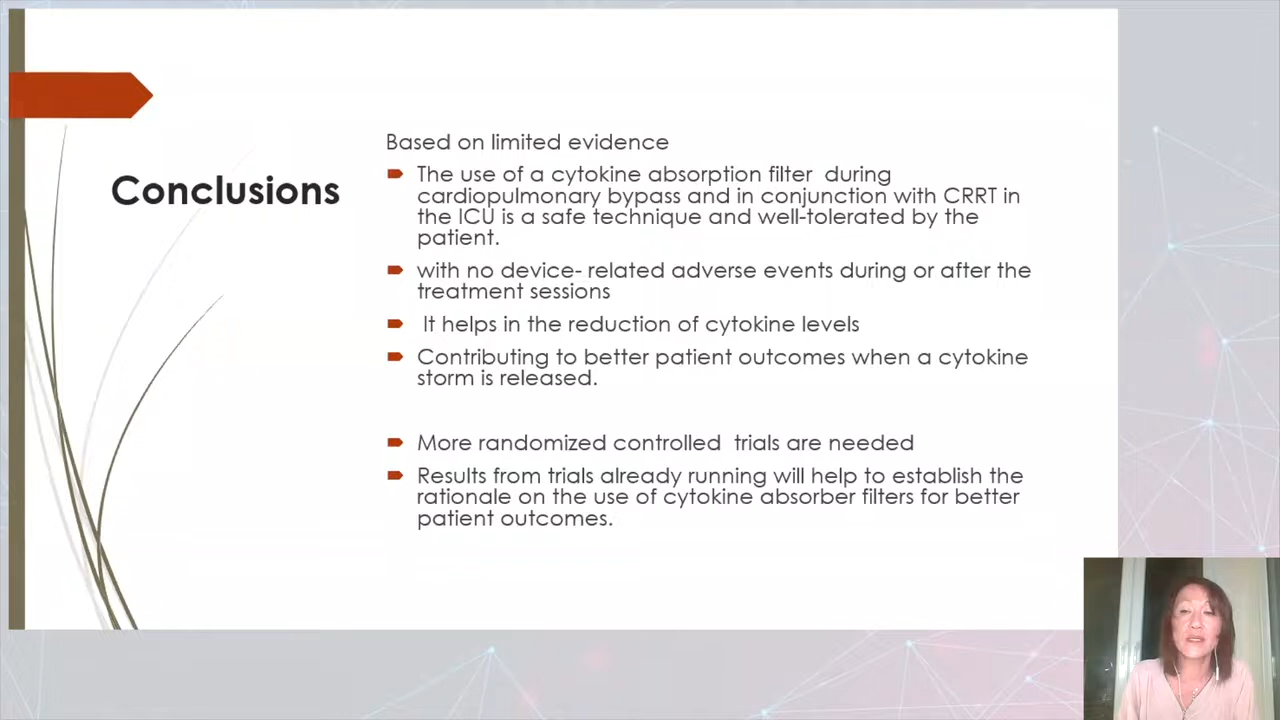 Conclusions
Based on limited evidence
The use of a cytokine absorption filter during
cardiopulmonary bypass and in conjunction with CRRT in
the ICU is a safe technique and well-tolerated by the
patient.
with no device- related adverse events during or after the
treatment sessions
It helps in the reduction of cytokine levels
Contributing to better patient outcomes when a cytokine
storm is released.
More randomized controlled trials are needed
Results from trials already running will help to establish the
rationale on the use of cytokine absorber filters for better
patient outcomes.